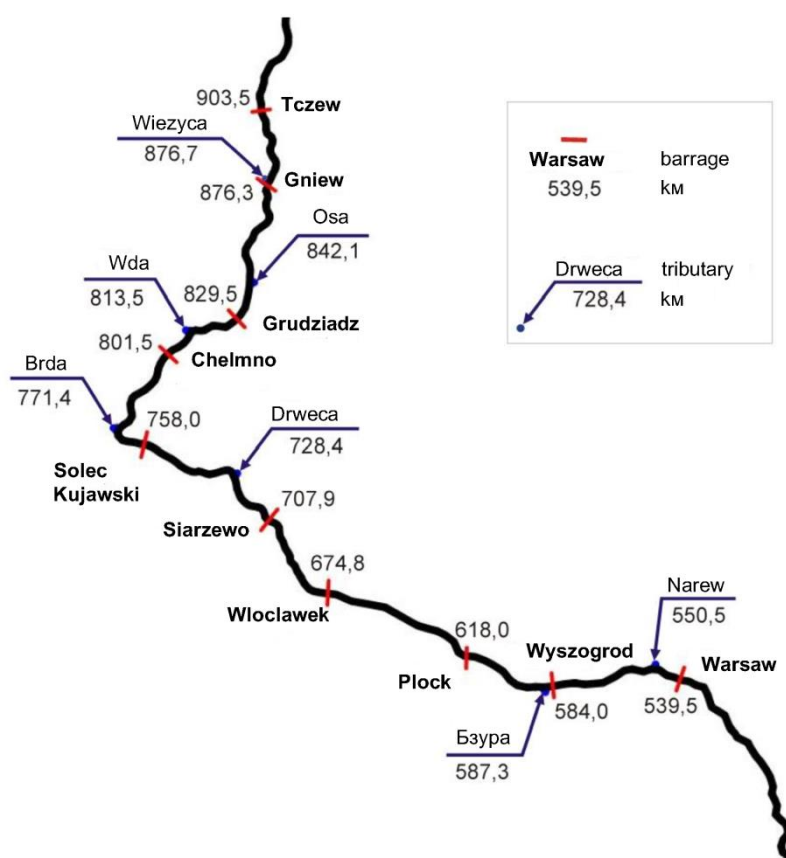 903,5
Tczew
Wiezyca
876,7
876,3
Gniew
Osa
842,1
Wda
813,5
829,5
Grudziadz
801,5
Chelmno
Brda
771,4
758,0
Solec
Kujawski
Drweca
728,4
707,9
Siarzewo
674,8
Wloclawek
618,0
Plock
Wyszogrod
584,0
Narew
550,5
Warsaw
539,5
Бзура
587,3
Warsaw barrage
539,5 км
Drweca tributary
728,4 км